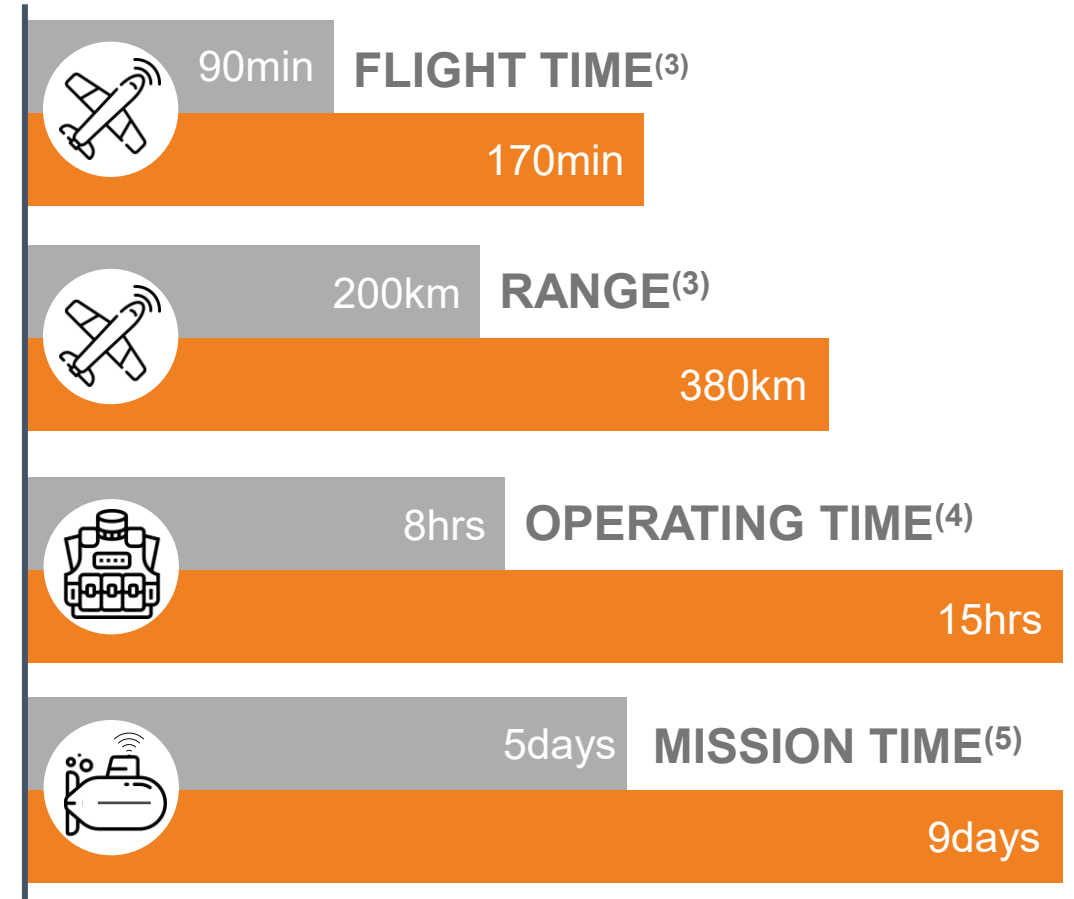 90min FLIGHT TIME(3)
170min
200km RANGE(3)
380km
8hrs OPERATING TIME(4)
15hrs
5days MISSION TIME(5)
9days